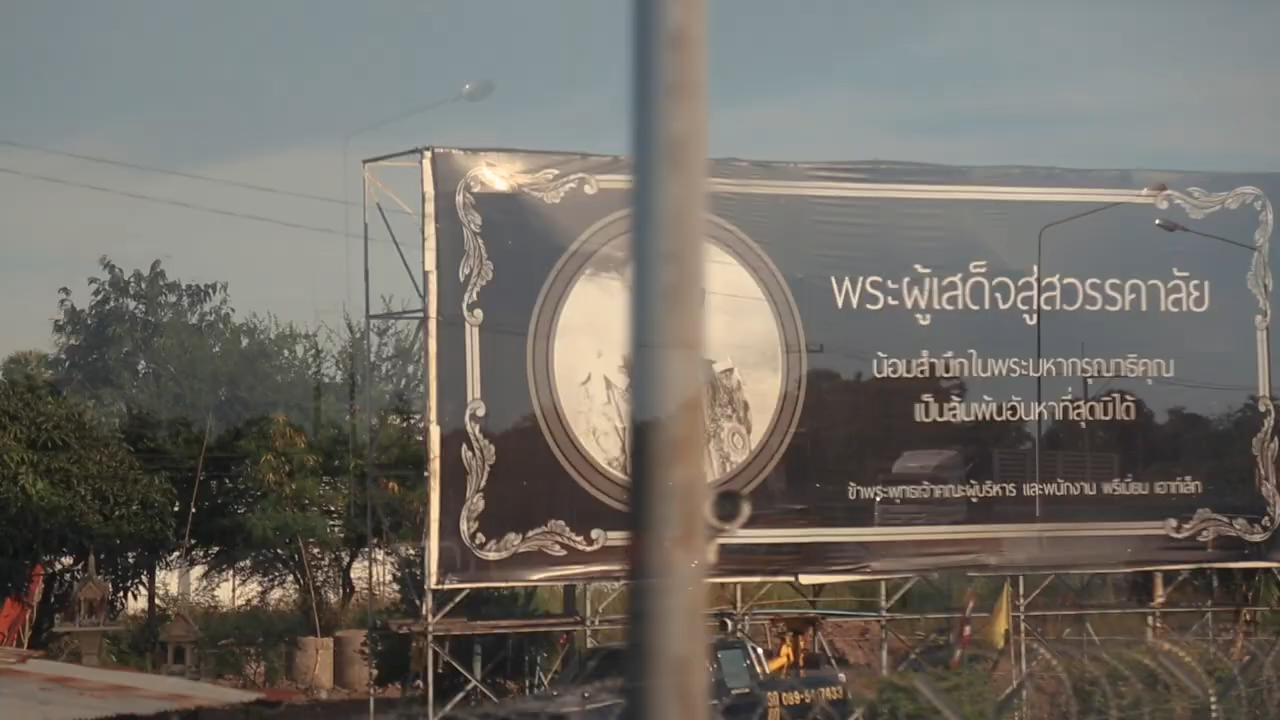 พระผู้เสด็จสู่สวรรคาลัย
น้อมสำนึกในพระมหากรุณาธิคุณ
เป็นล้นพ้นอันหาที่สุดมิได้
ข้าพระพุทธเจ้าคณะผู้บริหาร และพนักงาน พรีเมี่ยม เอาท์เล็ท